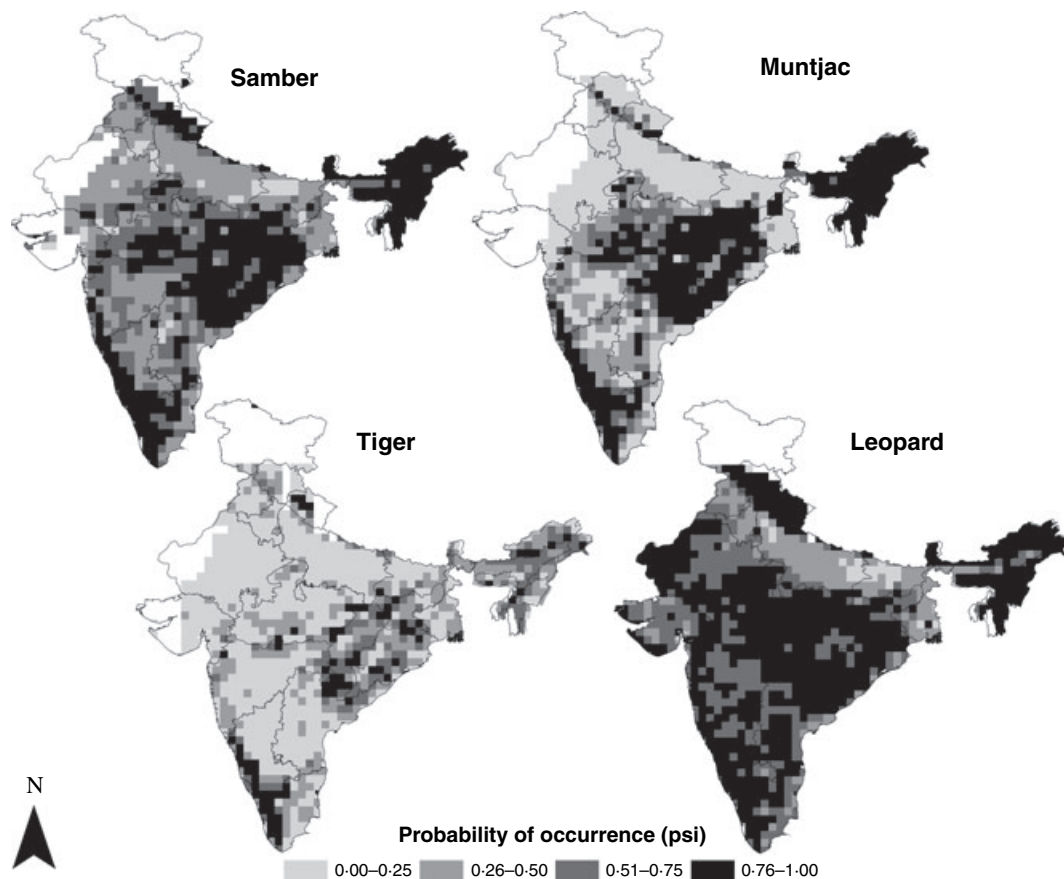 Samber
Muntjac
Tiger
Leopard
N
Probability of occurrence (psi)
0·00–0·25 0·26–0·50 0·51–0·75 0·76–1·00